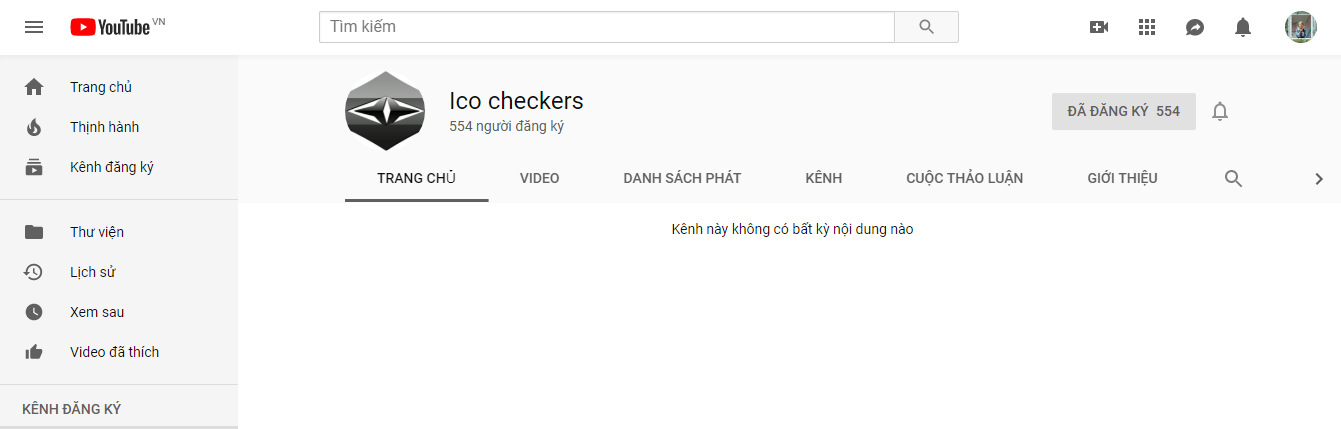 YouTube VN
Tìm kiếm
Trang chủ
Thịnh hành
Kênh đăng ký
Thư viện
Lịch sử
Xem sau
Video đã thích
KÊNH ĐĂNG KÝ
Ico checkers
554 người đăng ký
ĐÃ ĐĂNG KÝ 554
TRANG CHỦ VIDEO DANH SÁCH PHÁT KÊNH CUỘC THẢO LUẬN GIỚI THIỆU
Kênh này không có bất kỳ nội dung nào